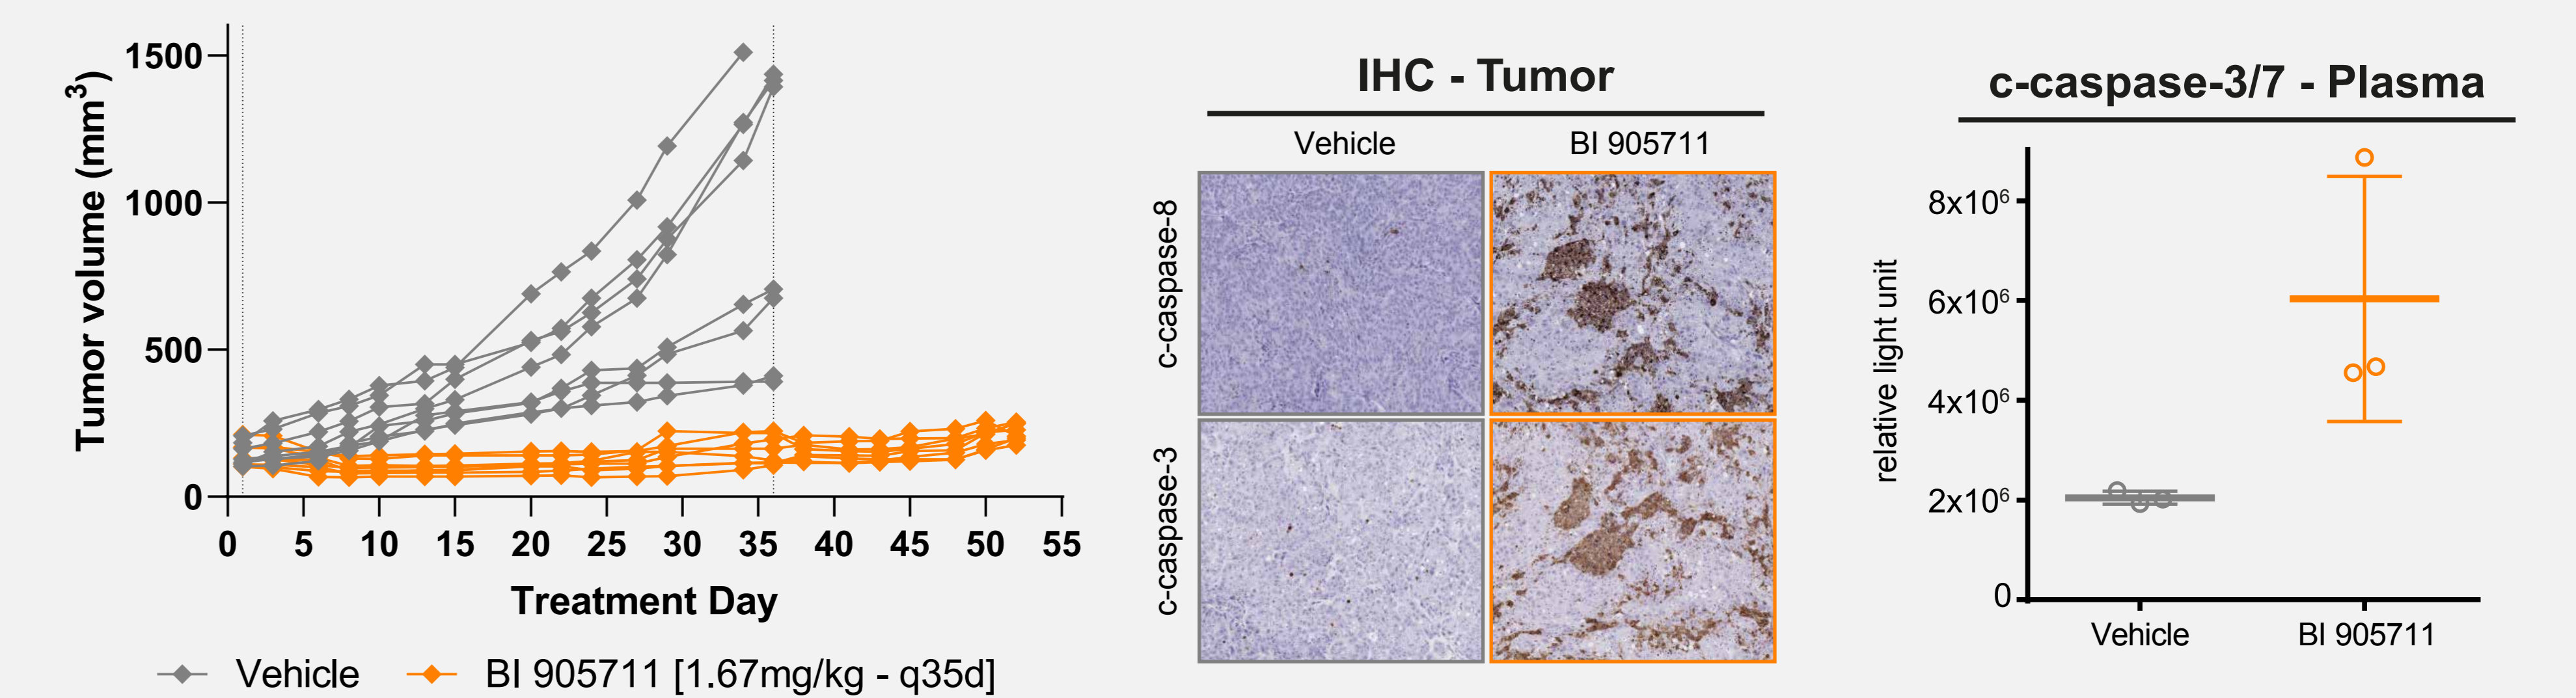 Tumor volume (mm³)
1500
1000
500
0
0 5 10 15 20 25 30 35 40 45 50 55
Treatment Day
Vehicle BI 905711 [1.67mg/kg - q35d]
IHC - Tumor
Vehicle BI 905711
c-caspase-8
c-caspase-3
c-caspase-3/7 - Plasma
relative light unit
8x10⁶
6x10⁶
4x10⁶
2x10⁶
0
Vehicle BI 905711